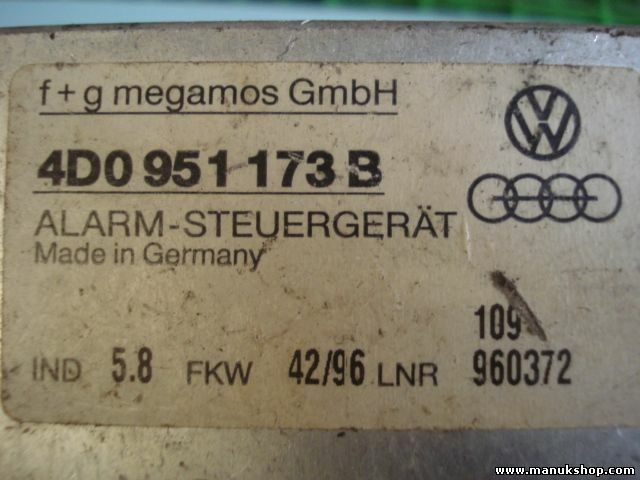 f + g megamos GmbH
4D0 951 173 B
ALARM-STEUERGERÄT
Made in Germany
109
IND 5.8 FKW 42/96 LNR 960372
www.manukshop.com